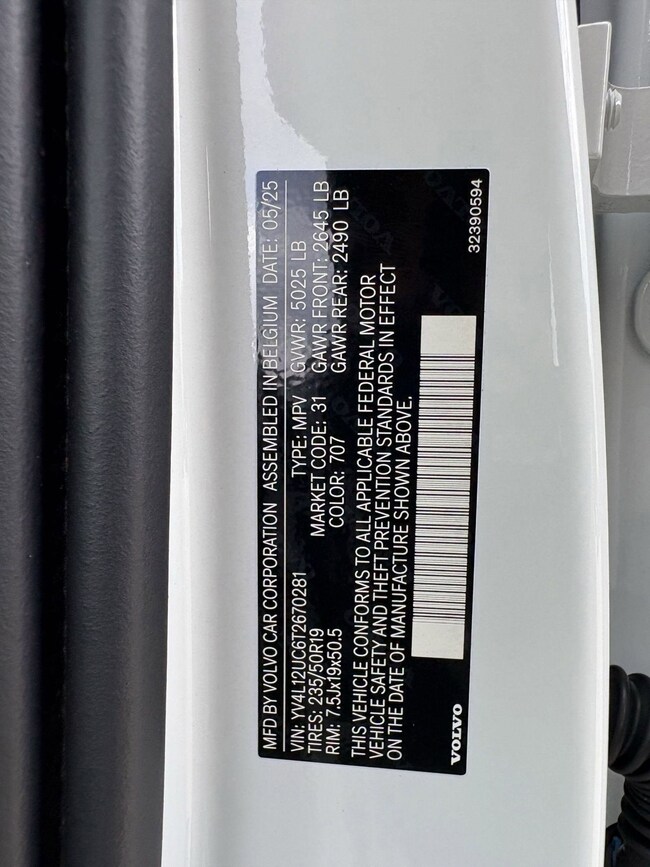 MFD BY VOLVO CAR CORPORATION ASSEMBLED IN BELGIUM DATE: 05/25
VIN: YV4L12UC6T2670281 TYPE: MPV GVWR: 5025 LB
TIRES: 235/50R19 MARKET CODE: 31 GAWR FRONT: 2645 LB
RIM: 7.5Jx19x50.5 COLOR: 707 GAWR REAR: 2490 LB
THIS VEHICLE CONFORMS TO ALL APPLICABLE FEDERAL MOTOR
VEHICLE SAFETY AND THEFT PREVENTION STANDARDS IN EFFECT
ON THE DATE OF MANUFACTURE SHOWN ABOVE.
VOLVO 32390594